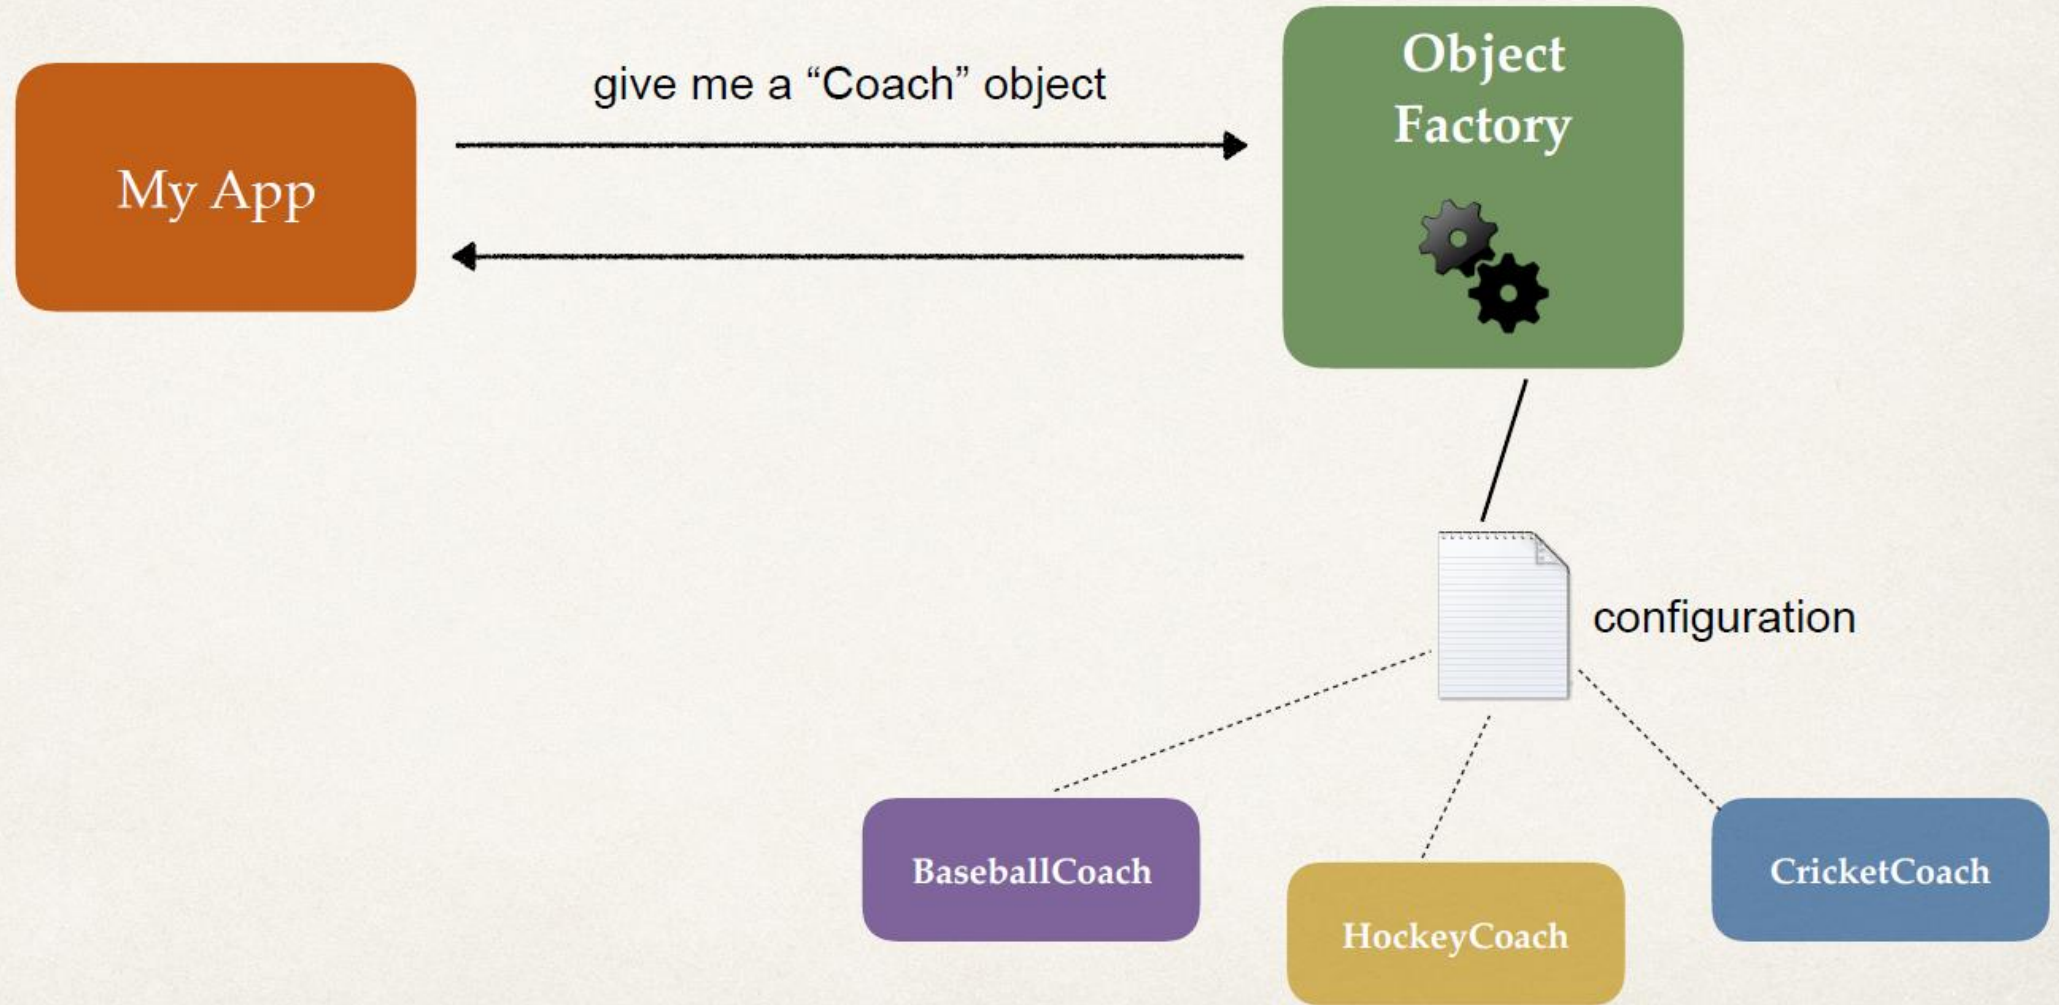 Object
Factory
give me a “Coach” object
My App
configuration
BaseballCoach
HockeyCoach
CricketCoach